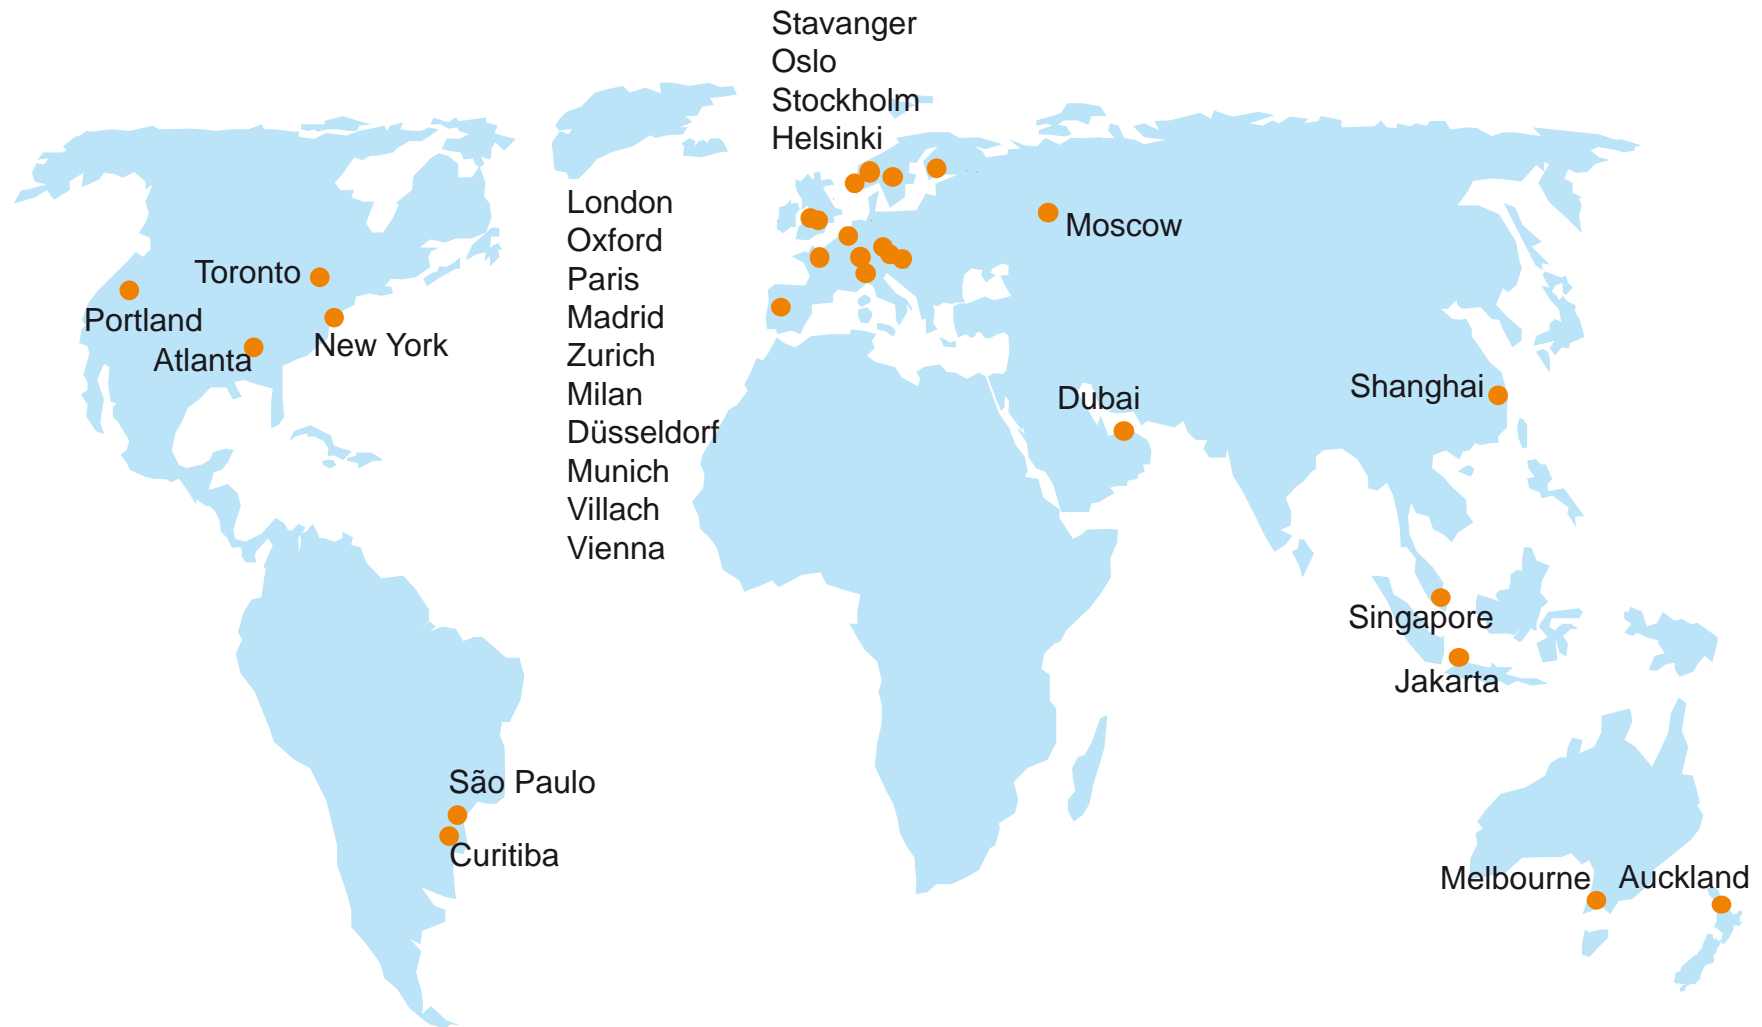 Stavanger
Oslo
Stockholm
Helsinki
London
Oxford
Paris
Madrid
Zurich
Milan
Düsseldorf
Munich
Villach
Vienna
Moscow
Toronto
Portland
New York
Atlanta
Dubai
Shanghai
Singapore
Jakarta
São Paulo
Curitiba
Melbourne
Auckland